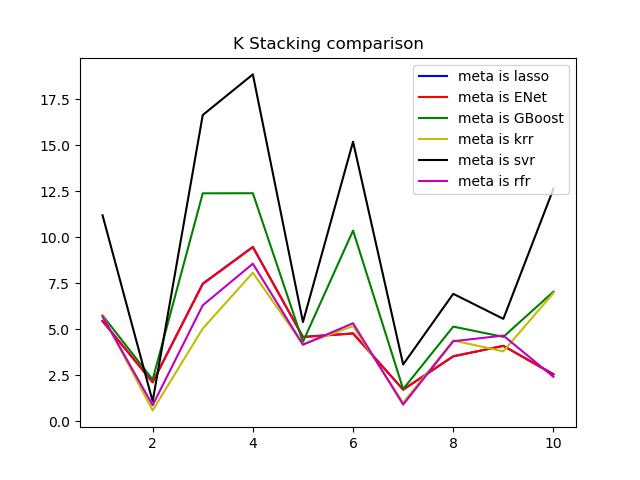 K Stacking comparison
17.5
15.0
12.5
10.0
7.5
5.0
2.5
0.0
meta is lasso
meta is ENet
meta is GBoost
meta is krr
meta is svr
meta is rfr
2 4 6 8 10